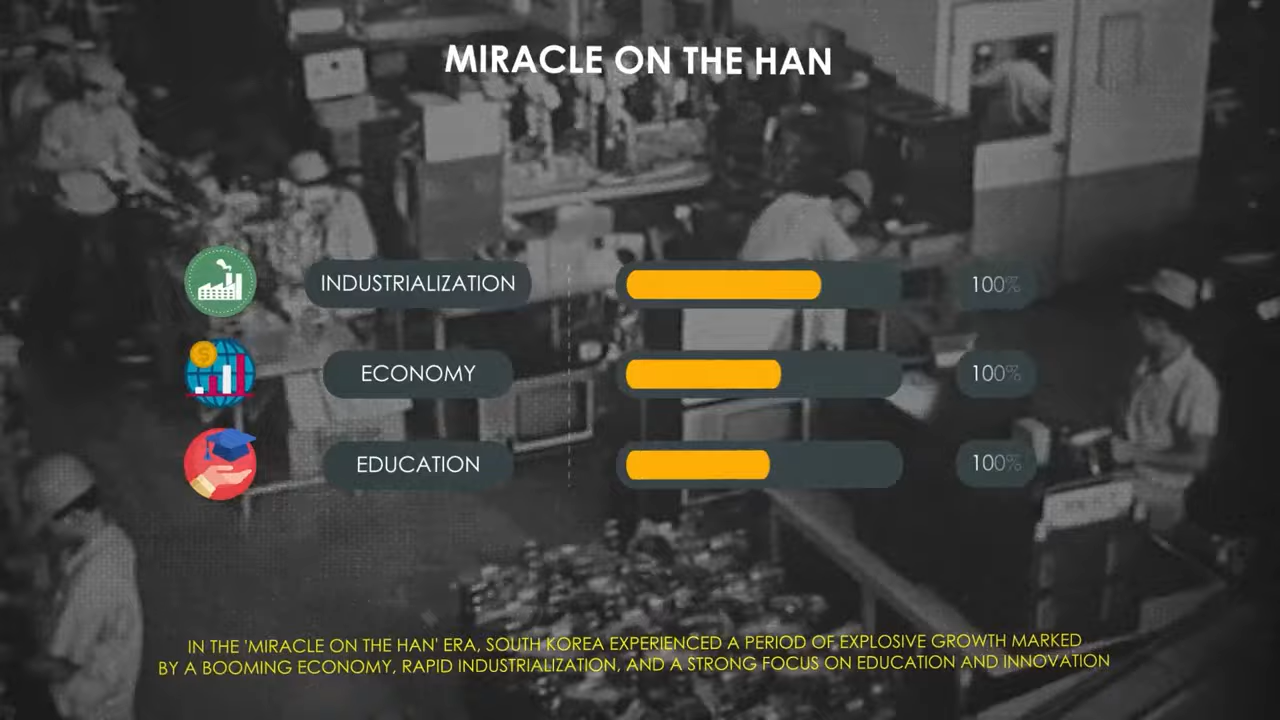 MIRACLE ON THE HAN
INDUSTRIALIZATION 100%
ECONOMY 100%
EDUCATION 100%
IN THE 'MIRACLE ON THE HAN' ERA, SOUTH KOREA EXPERIENCED A PERIOD OF EXPLOSIVE GROWTH MARKED
BY A BOOMING ECONOMY, RAPID INDUSTRIALIZATION, AND A STRONG FOCUS ON EDUCATION AND INNOVATION